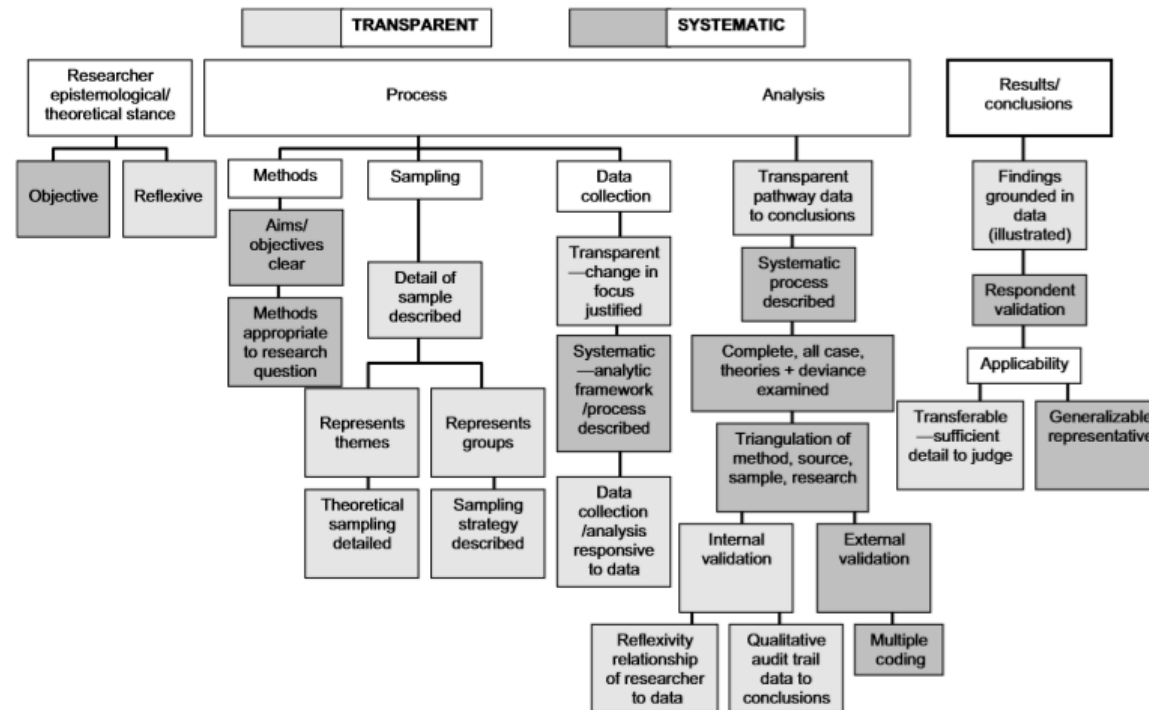 TRANSPARENT
SYSTEMATIC
Researcher
epistemological/
theoretical stance
Process
Analysis
Results/
conclusions
Objective
Reflexive
Methods
Sampling
Data
collection
Transparent
pathway data
to conclusions
Findings
grounded in
data
(illustrated)
Aims/
objectives
clear
Detail of
sample
described
Transparent
—change in
focus
justified
Systematic
process
described
Respondent
validation
Methods
appropriate
to research
question
Systematic
—analytic
framework
/process
described
Complete, all case,
theories + deviance
examined
Applicability
Represents
themes
Represents
groups
Triangulation of
method, source,
sample, research
Transferable
—sufficient
detail to judge
Generalizable
representative
Theoretical
sampling
detailed
Sampling
strategy
described
Data
collection
/analysis
responsive
to data
Internal
validation
External
validation
Reflexivity
relationship
of researcher
to data
Qualitative
audit trail
data to
conclusions
Multiple
coding